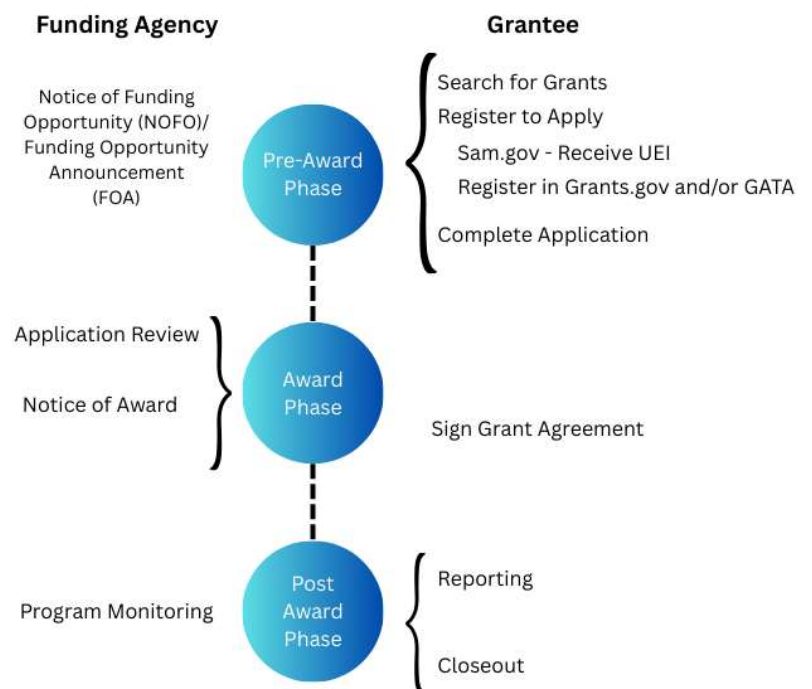 Funding Agency
Grantee
Notice of Funding
Opportunity (NOFO)/
Funding Opportunity
Announcement
(FOA)
Pre-Award
Phase
Search for Grants
Register to Apply
Sam.gov - Receive UEI
Register in Grants.gov and/or GATA
Complete Application
Application Review
Notice of Award
Award
Phase
Sign Grant Agreement
Program Monitoring
Post
Award
Phase
Reporting
Closeout